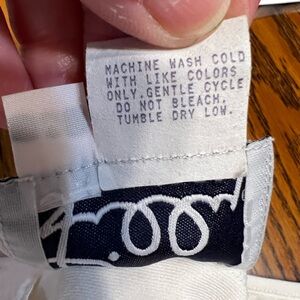 MACHINE WASH COLD
WITH LIKE COLORS
ONLY.GENTLE CYCLE
DO NOT BLEACH.
TUMBLE DRY LOW.